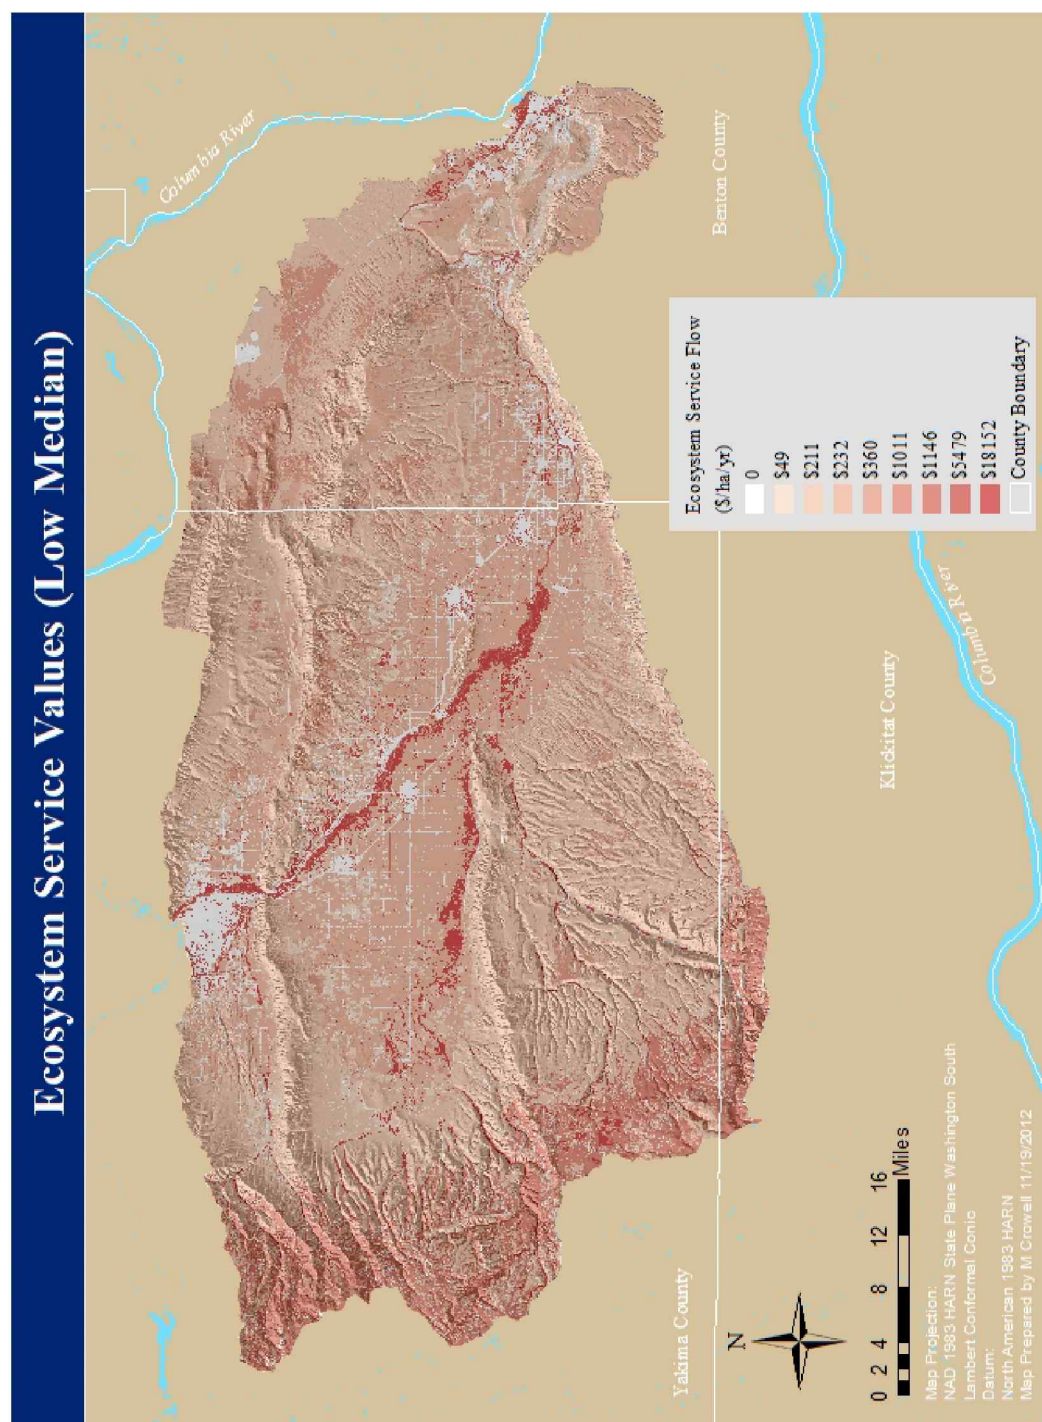 Ecosystem Service Values (Low Median)
Columbia River
Benton County
Ecosystem Service Flow
($/ha/yr)
0
$49
$211
$232
$360
$1011
$1146
$5479
$18152
County Boundary
Klickitat County
Columbia River
Yakima County
N
0 2 4 8 12 16
Miles
Map Projection:
NAD 1983 HARN State Plane Washington South
Lambert Conformal Conic
Datum:
North American 1983 HARN
Map Prepared by M Crowell 11/19/2012